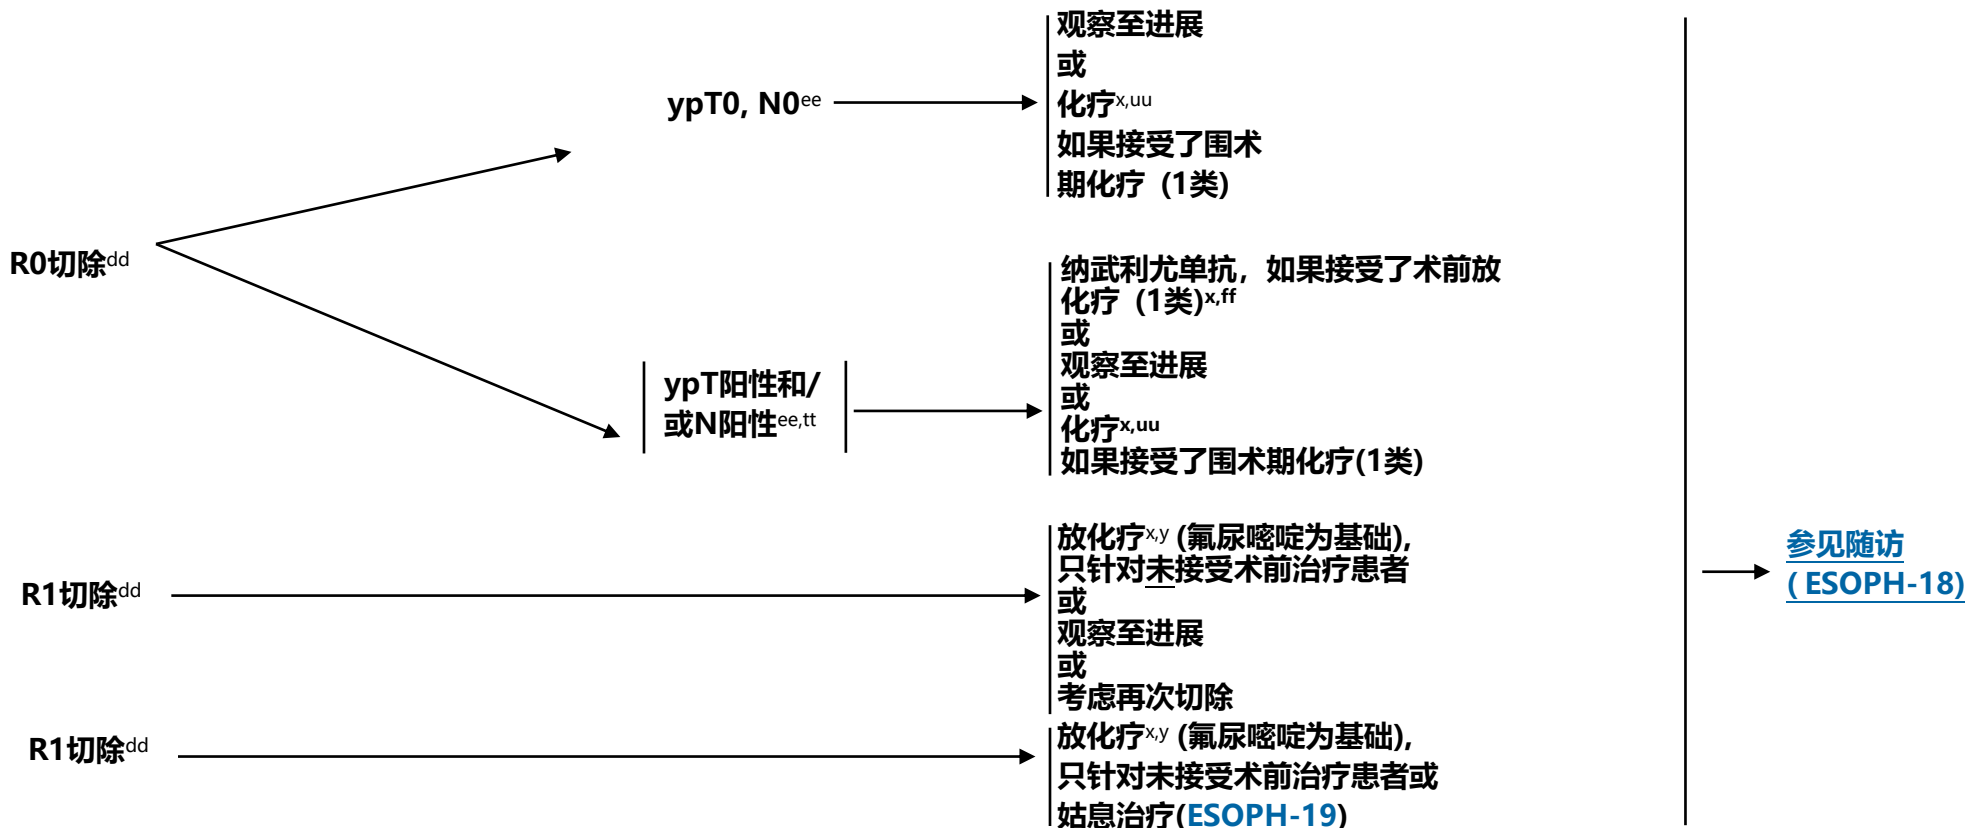 R0切除dd
ypT0, N0ee
观察至进展
或
化疗x,uu
如果接受了围术
期化疗 (1类)
ypT阳性和/
或N阳性ee,tt
纳武利尤单抗，如果接受了术前放
化疗 (1类)x,ff
或
观察至进展
或
化疗x,uu
如果接受了围术期化疗(1类)
R1切除dd
放化疗x,y (氟尿嘧啶为基础),
只针对未接受术前治疗患者
或
观察至进展
或
考虑再次切除
R1切除dd
放化疗x,y (氟尿嘧啶为基础),
只针对未接受术前治疗患者或
姑息治疗(ESOPH-19)
参见随访
( ESOPH-18)